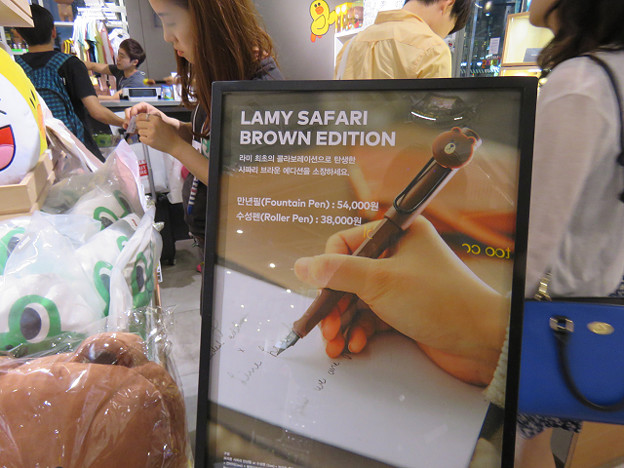 LAMY SAFARI
BROWN EDITION
라미 최초의 콜라보레이션으로 탄생한
사파리 브라운 에디션을 소장하세요.
만년필(Fountain Pen) : 54,000원
수성펜(Roller Pen) : 38,000원